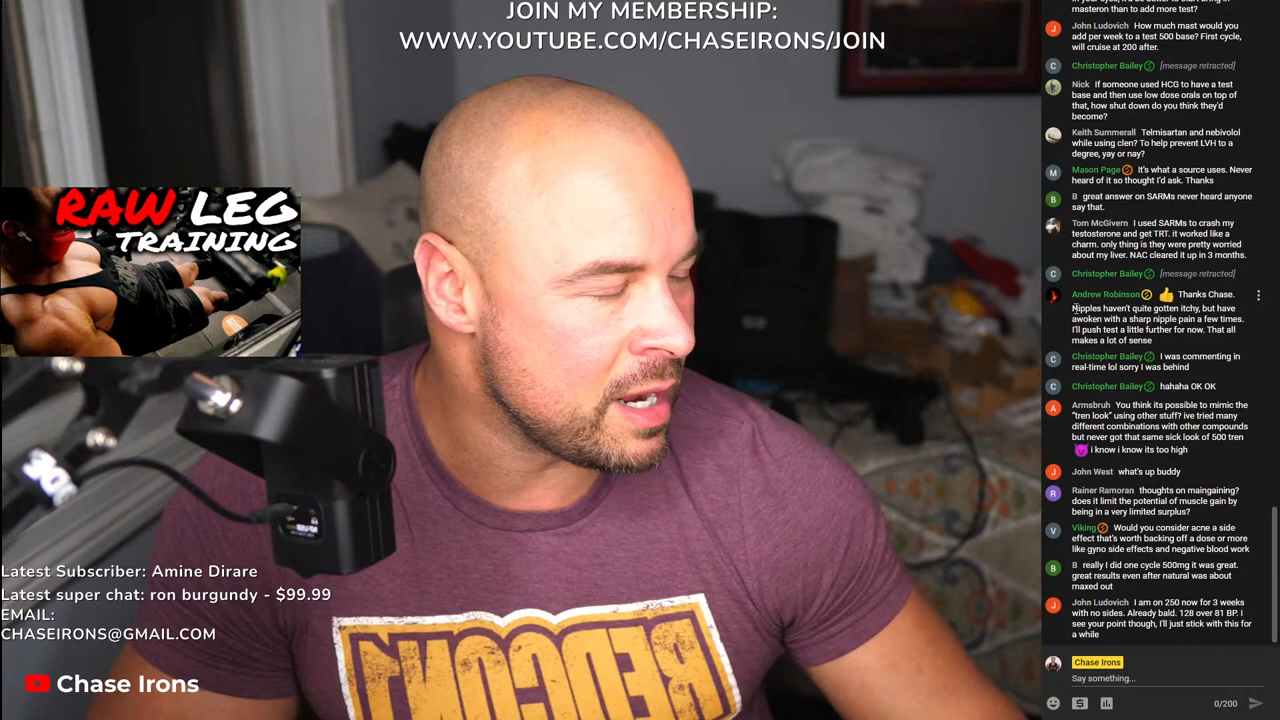 JOIN MY MEMBERSHIP:
WWW.YOUTUBE.COM/CHASEIRONS/JOIN
RAW LEG
TRAINING
Latest Subscriber: Amine Dirare
Latest super chat: ron burgundy - $99.99
EMAIL:
CHASEIRONS@GMAIL.COM
Chase Irons
REDCON1
masteron than to add more test?
John Ludovich How much mast would you
add per week to a test 500 base? First cycle,
will cruise at 200 after.
Christopher Bailey [message retracted]
Nick If someone used HCG to have a test
base and then use low dose orals on top of
that, how shut down do you think they'd
become?
Keith Summerall Telmisartan and nebivolol
while using clen? To help prevent LVH to a
degree, yay or nay?
Mason Page It's what a source uses. Never
heard of it so thought I'd ask. Thanks
B great answer on SARMs never heard anyone
say that.
Tom McGivern I used SARMs to crash my
testosterone and get TRT. it worked like a
charm. only thing is they were pretty worried
about my liver. NAC cleared it up in 3 months.
Christopher Bailey [message retracted]
Andrew Robinson 👍 Thanks Chase.
Nipples haven't quite gotten itchy, but have
awoken with a sharp nipple pain a few times.
I'll push test a little further for now. That all
makes a lot of sense
Christopher Bailey I was commenting in
real-time lol sorry I was behind
Christopher Bailey hahaha OK OK
Armsbruh You think its possible to mimic the
"tren look" using other stuff? ive tried many
different combinations with other compounds
but never got that same sick look of 500 tren
😈 i know i know its too high
John West what's up buddy
Rainer Ramoran thoughts on maingaining?
does it limit the potential of muscle gain by
being in a very limited surplus?
Viking Would you consider acne a side
effect that's worth backing off a dose or more
like gyno side effects and negative blood work
B really I did one cycle 500mg it was great.
great results even after natural was about
maxed out
John Ludovich I am on 250 now for 3 weeks
with no sides. Already bald. 128 over 81 BP. I
see your point though, I'll just stick with this for
a while
Chase Irons
Say something...
0/200